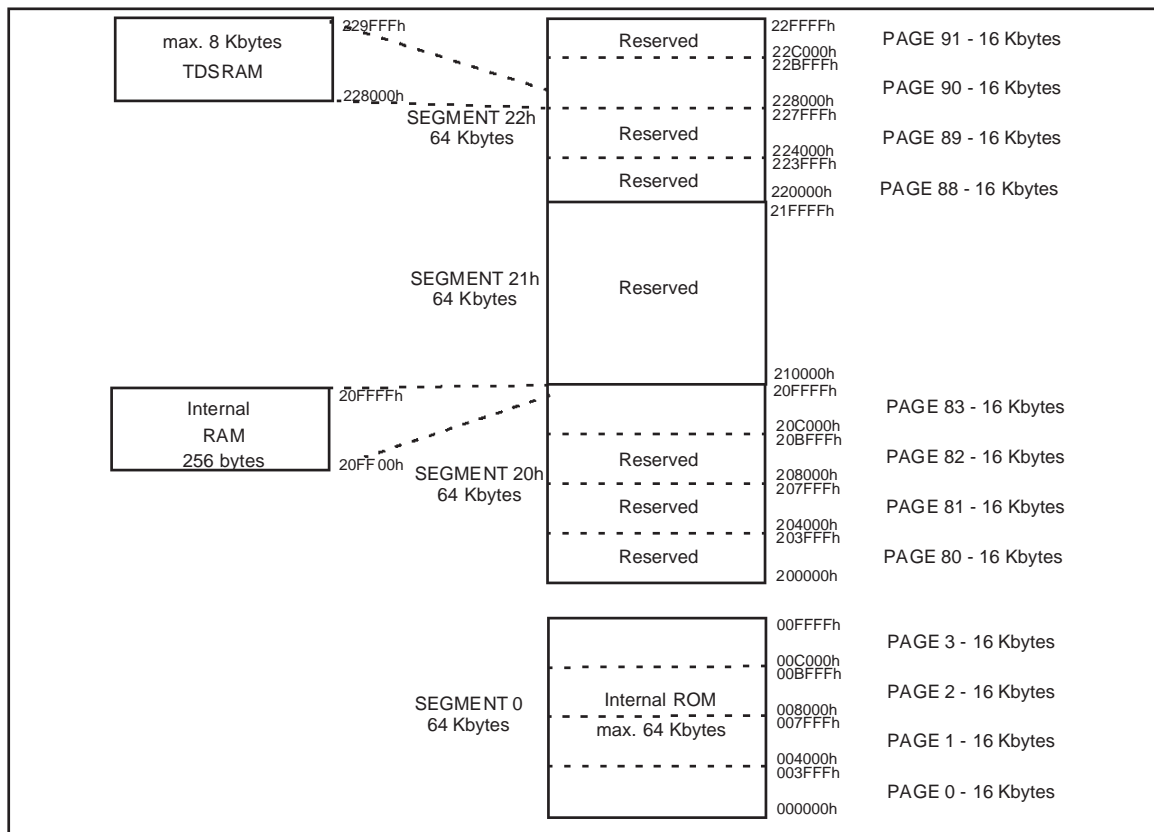 max. 8 Kbytes
TDSRAM
229FFFh
228000h
SEGMENT 22h
64 Kbytes
Reserved
22FFFFh
22C000h
22BFFFh
228000h
227FFFh
Reserved
224000h
223FFFh
Reserved
220000h
PAGE 91 - 16 Kbytes
PAGE 90 - 16 Kbytes
PAGE 89 - 16 Kbytes
PAGE 88 - 16 Kbytes
SEGMENT 21h
64 Kbytes
Reserved
21FFFFh
210000h
Internal
RAM
256 bytes
20FFFFh
20FF00h
SEGMENT 20h
64 Kbytes
20FFFFh
20C000h
20BFFFh
Reserved
208000h
207FFFh
Reserved
204000h
203FFFh
Reserved
200000h
PAGE 83 - 16 Kbytes
PAGE 82 - 16 Kbytes
PAGE 81 - 16 Kbytes
PAGE 80 - 16 Kbytes
SEGMENT 0
64 Kbytes
Internal ROM
max. 64 Kbytes
00FFFFh
00C000h
00BFFFh
008000h
007FFFh
004000h
003FFFh
000000h
PAGE 3 - 16 Kbytes
PAGE 2 - 16 Kbytes
PAGE 1 - 16 Kbytes
PAGE 0 - 16 Kbytes